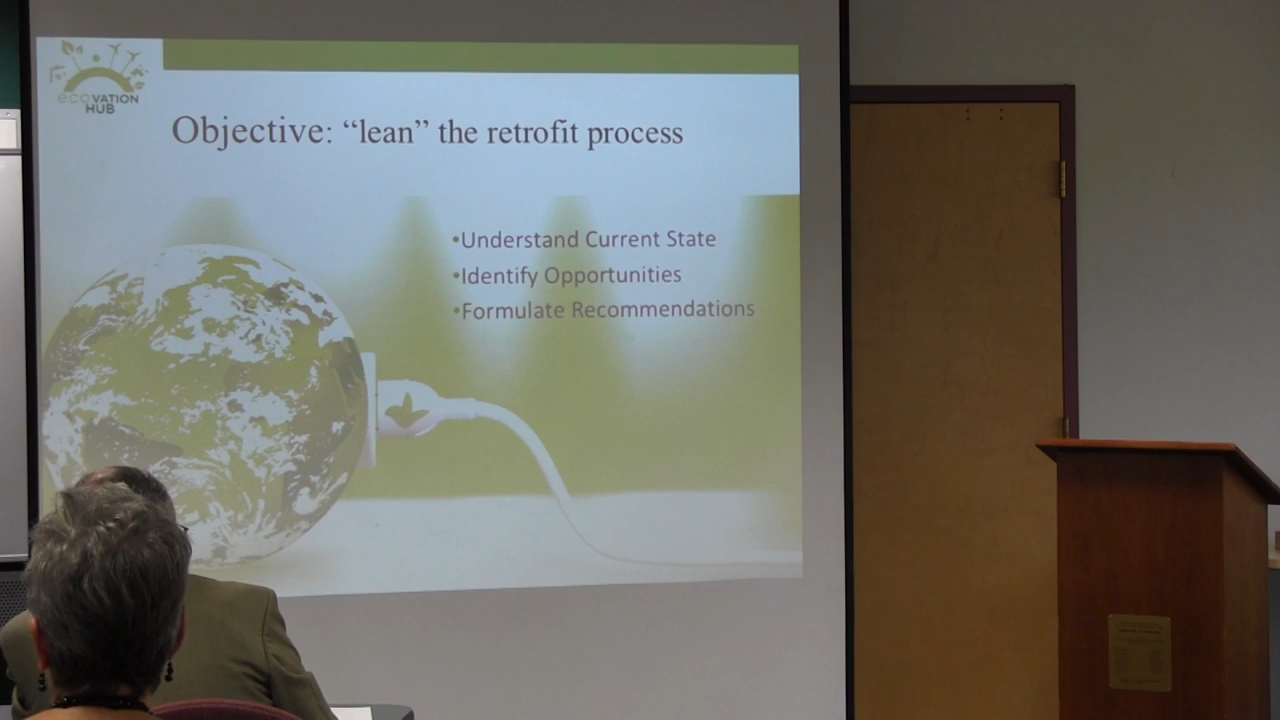 ecoVATION
HUB
Objective: “lean” the retrofit process
•Understand Current State
•Identify Opportunities
•Formulate Recommendations